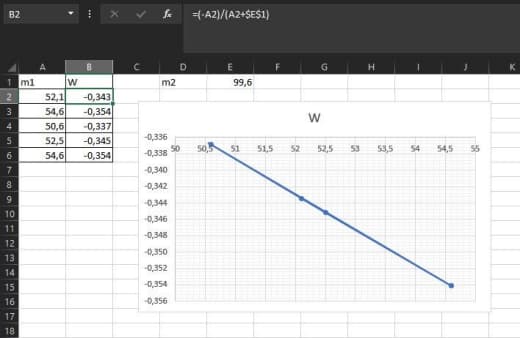 B2 fx =(-A2)/(A2+$E$1)
A B C D E F G H I J K
1 m1 W m2 99,6
2 52,1 -0,343
3 54,6 -0,354
4 50,6 -0,337
5 52,5 -0,345
6 54,6 -0,354
7
8
9
10
11
12
13
14
15
16
17
18
W
-0,336
50 50,5 51 51,5 52 52,5 53 53,5 54 54,5 55
-0,338
-0,340
-0,342
-0,344
-0,346
-0,348
-0,350
-0,352
-0,354
-0,356